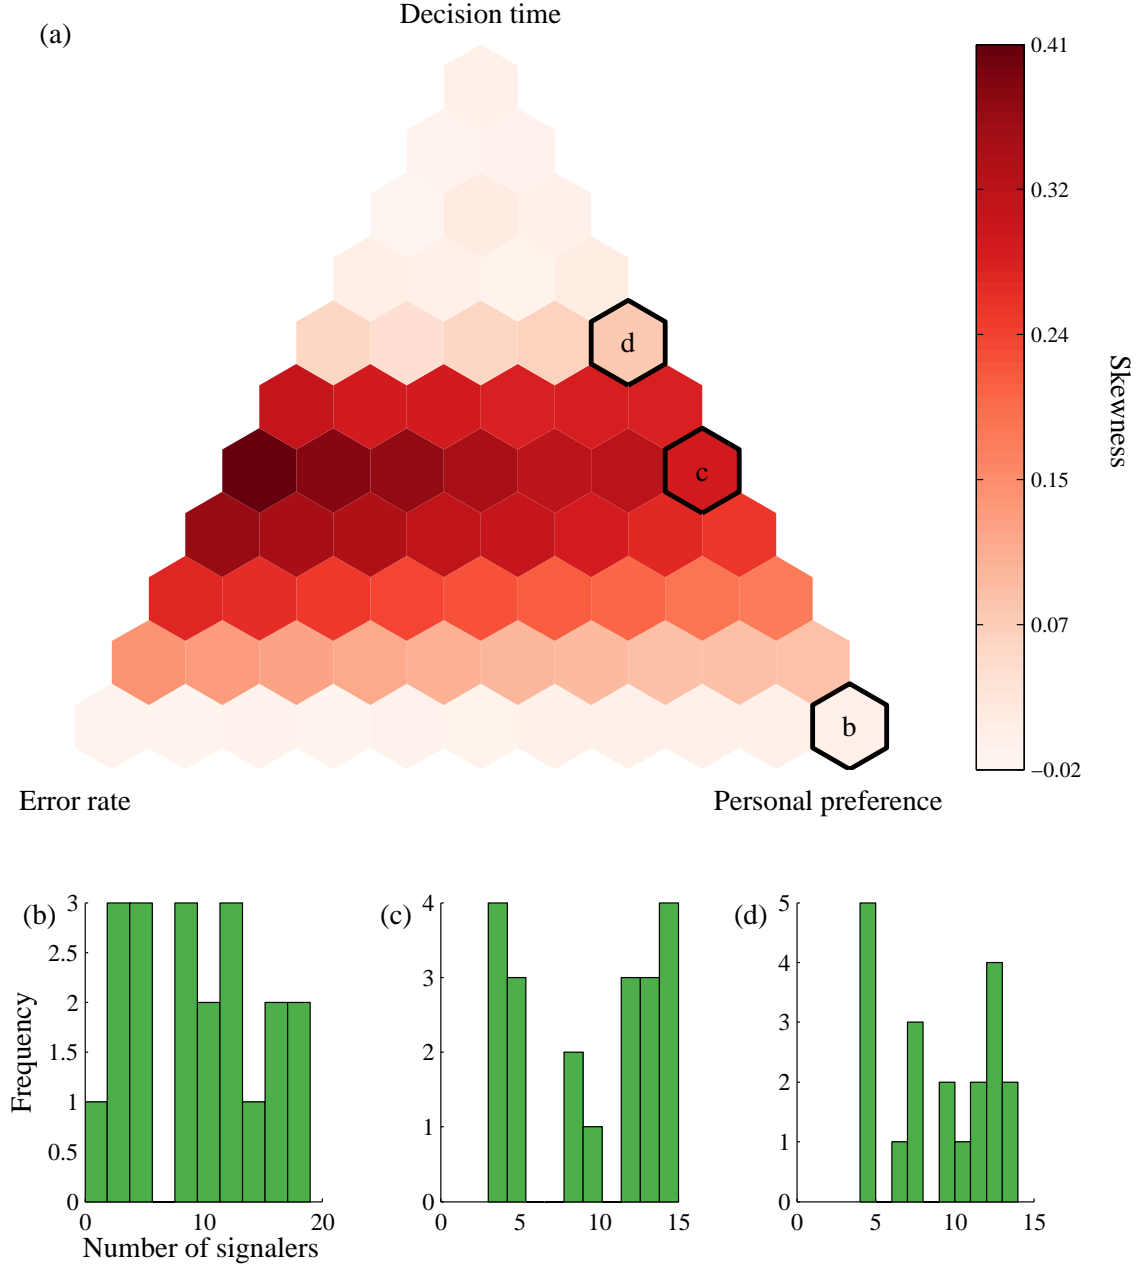 Decision time
(a)
0.41
0.32
0.24
0.15
0.07
−0.02
Skewness
d
c
b
Error rate
Personal preference
(b)
3
2.5
2
1.5
1
0.5
0
0
10
20
Frequency
Number of signalers
(c)
4
3
2
1
0
0
5
10
15
(d)
5
4
3
2
1
0
0
5
10
15